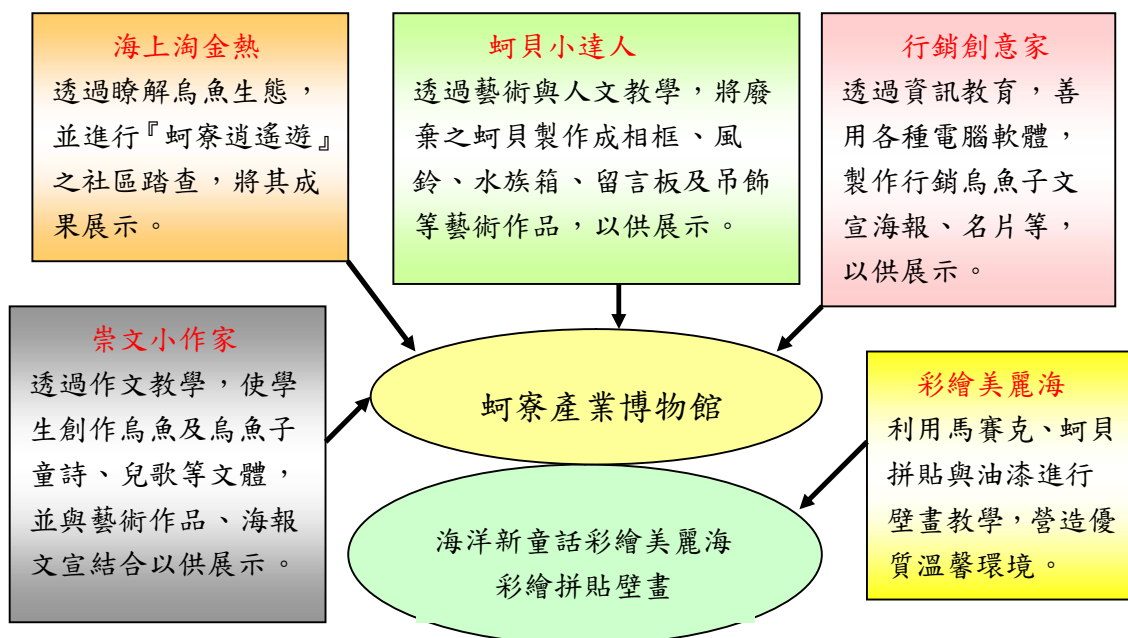 海上淘金熱
透過瞭解烏魚生態，
並進行『蚵寮逍遙遊』
之社區踏查，將其成
果展示。
蚵貝小達人
透過藝術與人文教學，將廢
棄之蚵貝製作成相框、風
鈴、水族箱、留言板及吊飾
等藝術作品，以供展示。
行銷創意家
透過資訊教育，善
用各種電腦軟體，
製作行銷烏魚子文
宣海報、名片等，
以供展示。
崇文小作家
透過作文教學，使學
生創作烏魚及烏魚子
童詩、兒歌等文體，
並與藝術作品、海報
文宣結合以供展示。
蚵寮產業博物館
彩繪美麗海
利用馬賽克、蚵貝
拼貼與油漆進行
壁畫教學，營造優
質溫馨環境。
海洋新童話彩繪美麗海
彩繪拼貼壁畫